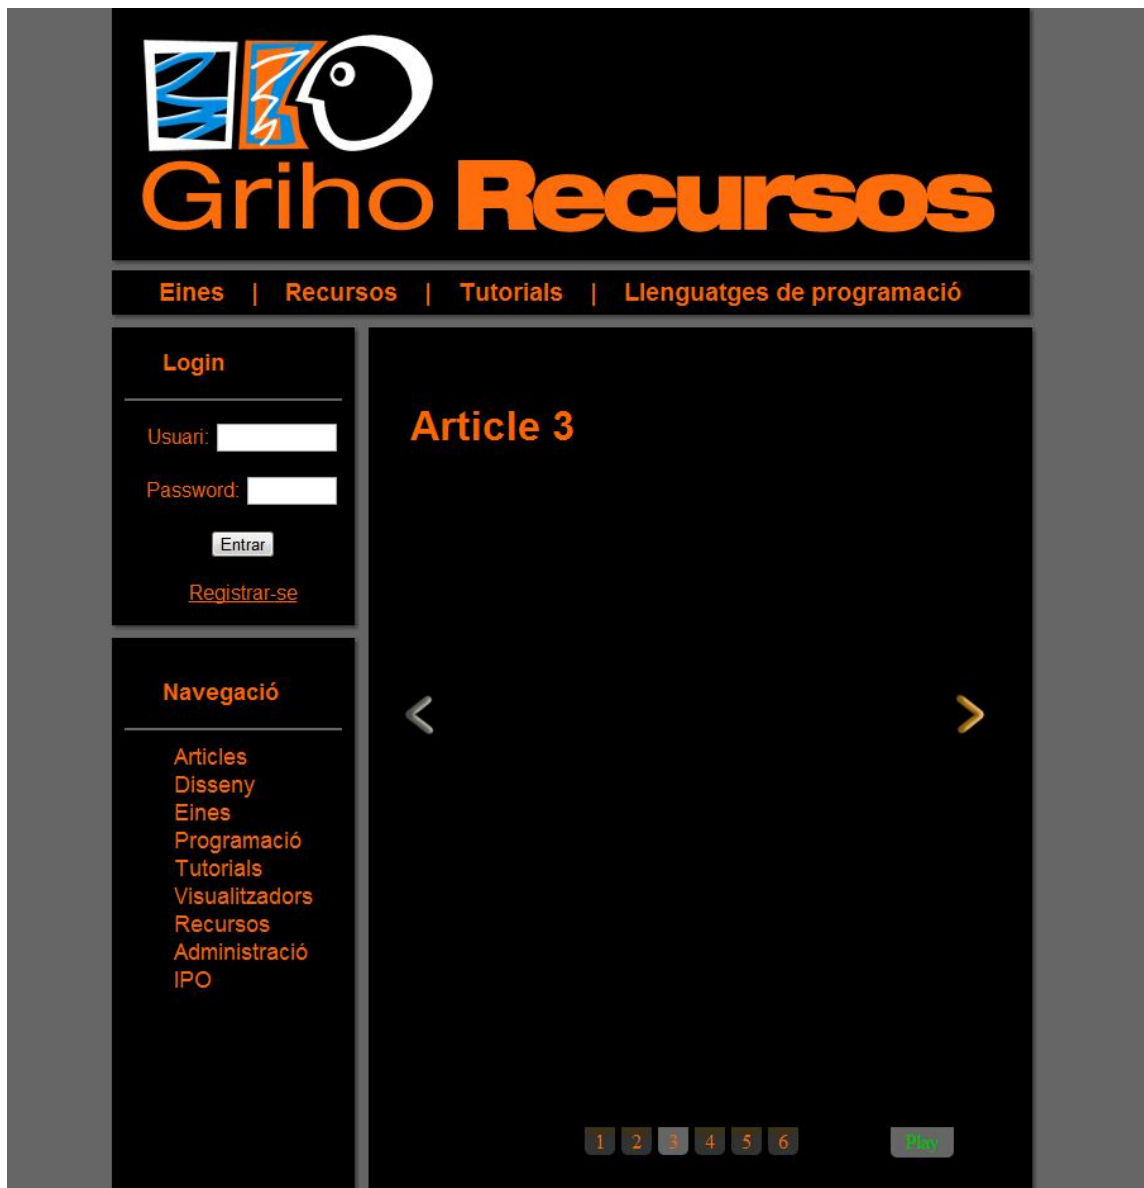 Griho Recursos
Eines | Recursos | Tutorials | Llenguatges de programació
Login
Usuari:
Password:
Entrar
Registrar-se
Navegació
Articles
Disseny
Eines
Programació
Tutorials
Visualitzadors
Recursos
Administració
IPO
Article 3
1 2 3 4 5 6 Play